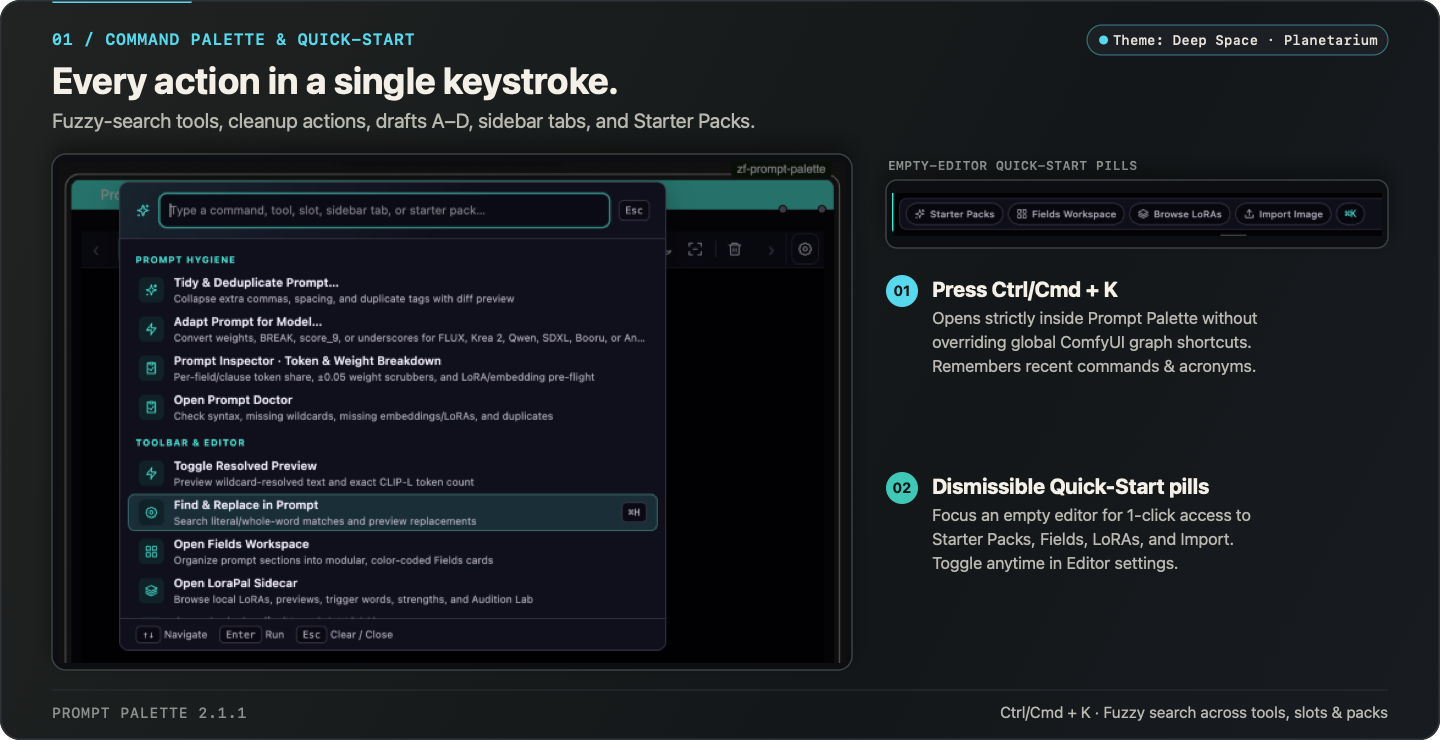 01 / COMMAND PALETTE & QUICK-START
Theme: Deep Space · Planetarium
Every action in a single keystroke.
Fuzzy-search tools, cleanup actions, drafts A–D, sidebar tabs, and Starter Packs.
zf-prompt-palette
Type a command, tool, slot, sidebar tab, or starter pack...
Esc
PROMPT HYGIENE
Tidy & Deduplicate Prompt...
Collapse extra commas, spacing, and duplicate tags with diff preview
Adapt Prompt for Model...
Convert weights, BREAK, score_9, or underscores for FLUX, Krea 2, Qwen, SDXL, Booru, or An...
Prompt Inspector · Token & Weight Breakdown
Per-field/clause token share, ±0.05 weight scrubbers, and LoRA/embedding pre-flight
Open Prompt Doctor
Check syntax, missing wildcards, missing embeddings/LoRAs, and duplicates
TOOLBAR & EDITOR
Toggle Resolved Preview
Preview wildcard-resolved text and exact CLIP-L token count
Find & Replace in Prompt
Search literal/whole-word matches and preview replacements
⌘H
Open Fields Workspace
Organize prompt sections into modular, color-coded Fields cards
Open LoraPal Sidecar
Browse local LoRAs, previews, trigger words, strengths, and Audition Lab
↑↓ Navigate Enter Run Esc Clear / Close
EMPTY-EDITOR QUICK-START PILLS
Starter Packs Fields Workspace Browse LoRAs Import Image ⌘K
01 Press Ctrl/Cmd + K
Opens strictly inside Prompt Palette without
overriding global ComfyUI graph shortcuts.
Remembers recent commands & acronyms.
02 Dismissible Quick-Start pills
Focus an empty editor for 1-click access to
Starter Packs, Fields, LoRAs, and Import.
Toggle anytime in Editor settings.
PROMPT PALETTE 2.1.1
Ctrl/Cmd + K · Fuzzy search across tools, slots & packs